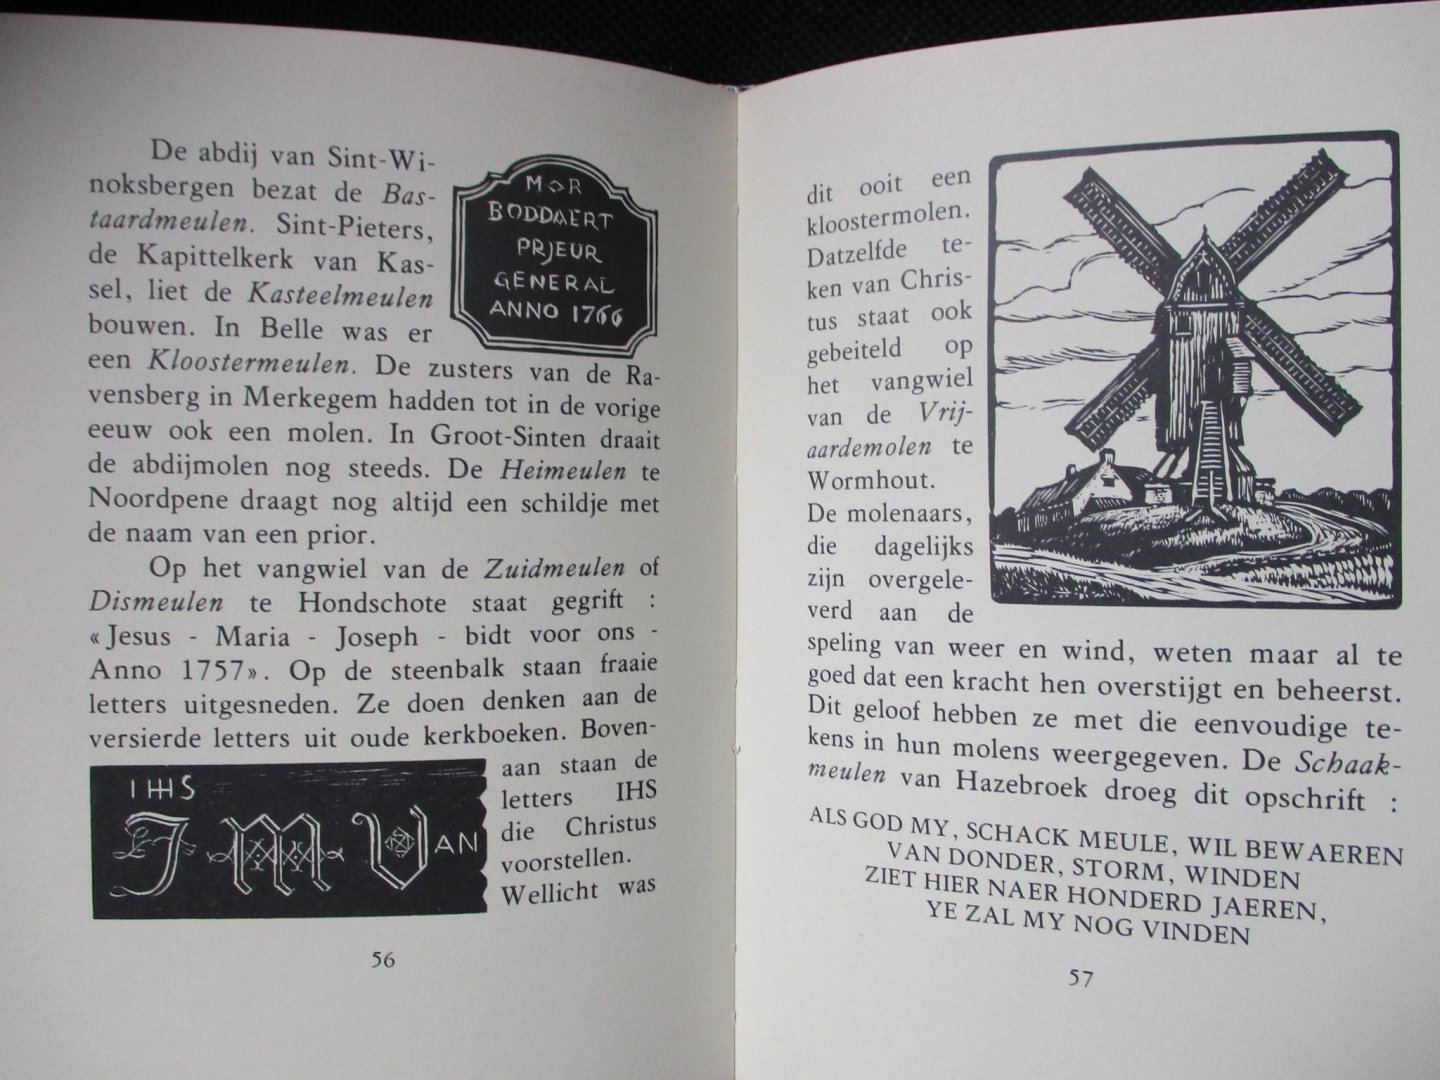 De abdij van Sint-Wi-
noksbergen bezat de Bas-
taardmeulen. Sint-Pieters,
de Kapittelkerk van Kas-
sel, liet de Kasteelmeulen
bouwen. In Belle was er
een Kloostermeulen. De zusters van de Ra-
vensberg in Merkegem hadden tot in de vorige
eeuw ook een molen. In Groot-Sinten draait
de abdijmolen nog steeds. De Heimeulen te
Noordpene draagt nog altijd een schildje met
de naam van een prior.
MOR
BODDAERT
PRJEUR
GENERAL
ANNO 1766
Op het vangwiel van de Zuidmeulen of
Dismeulen te Hondschote staat gegrift :
«Jesus - Maria - Joseph - bidt voor ons -
Anno 1757». Op de steenbalk staan fraaie
letters uitgesneden. Ze doen denken aan de
versierde letters uit oude kerkboeken. Boven-
aan staan de
letters IHS
die Christus
voorstellen.
Wellicht was
IHS
J M VAN
56
dit ooit een
kloostermolen.
Datzelfde te-
ken van Chris-
tus staat ook
gebeiteld op
het vangwiel
van de Vrij-
aardemolen te
Wormhout.
De molenaars,
die dagelijks
zijn overgele-
verd aan de
speling van weer en wind, weten maar al te
goed dat een kracht hen overstijgt en beheerst.
Dit geloof hebben ze met die eenvoudige te-
kens in hun molens weergegeven. De Schaak-
meulen van Hazebroek droeg dit opschrift :
ALS GOD MY, SCHACK MEULE, WIL BEWAEREN
VAN DONDER, STORM, WINDEN
ZIET HIER NAER HONDERD JAEREN,
YE ZAL MY NOG VINDEN
57